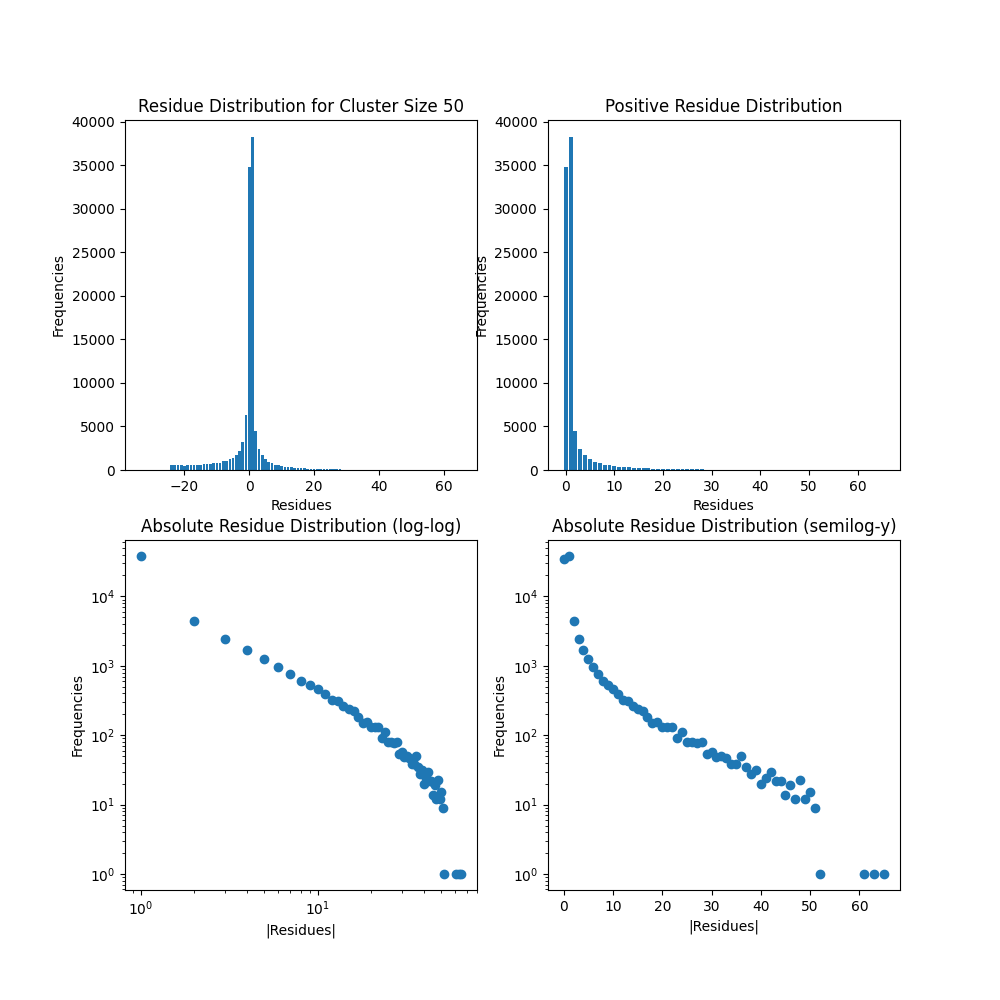 Residue Distribution for Cluster Size 50
Frequencies
40000
35000
30000
25000
20000
15000
10000
5000
0
−20 0 20 40 60
Residues
Positive Residue Distribution
Frequencies
40000
35000
30000
25000
20000
15000
10000
5000
0
0 10 20 30 40 50 60
Residues
Absolute Residue Distribution (log-log)
Frequencies
10⁴
10³
10²
10¹
10⁰
10⁰ 10¹
|Residues|
Absolute Residue Distribution (semilog-y)
Frequencies
10⁴
10³
10²
10¹
10⁰
0 10 20 30 40 50 60
|Residues|